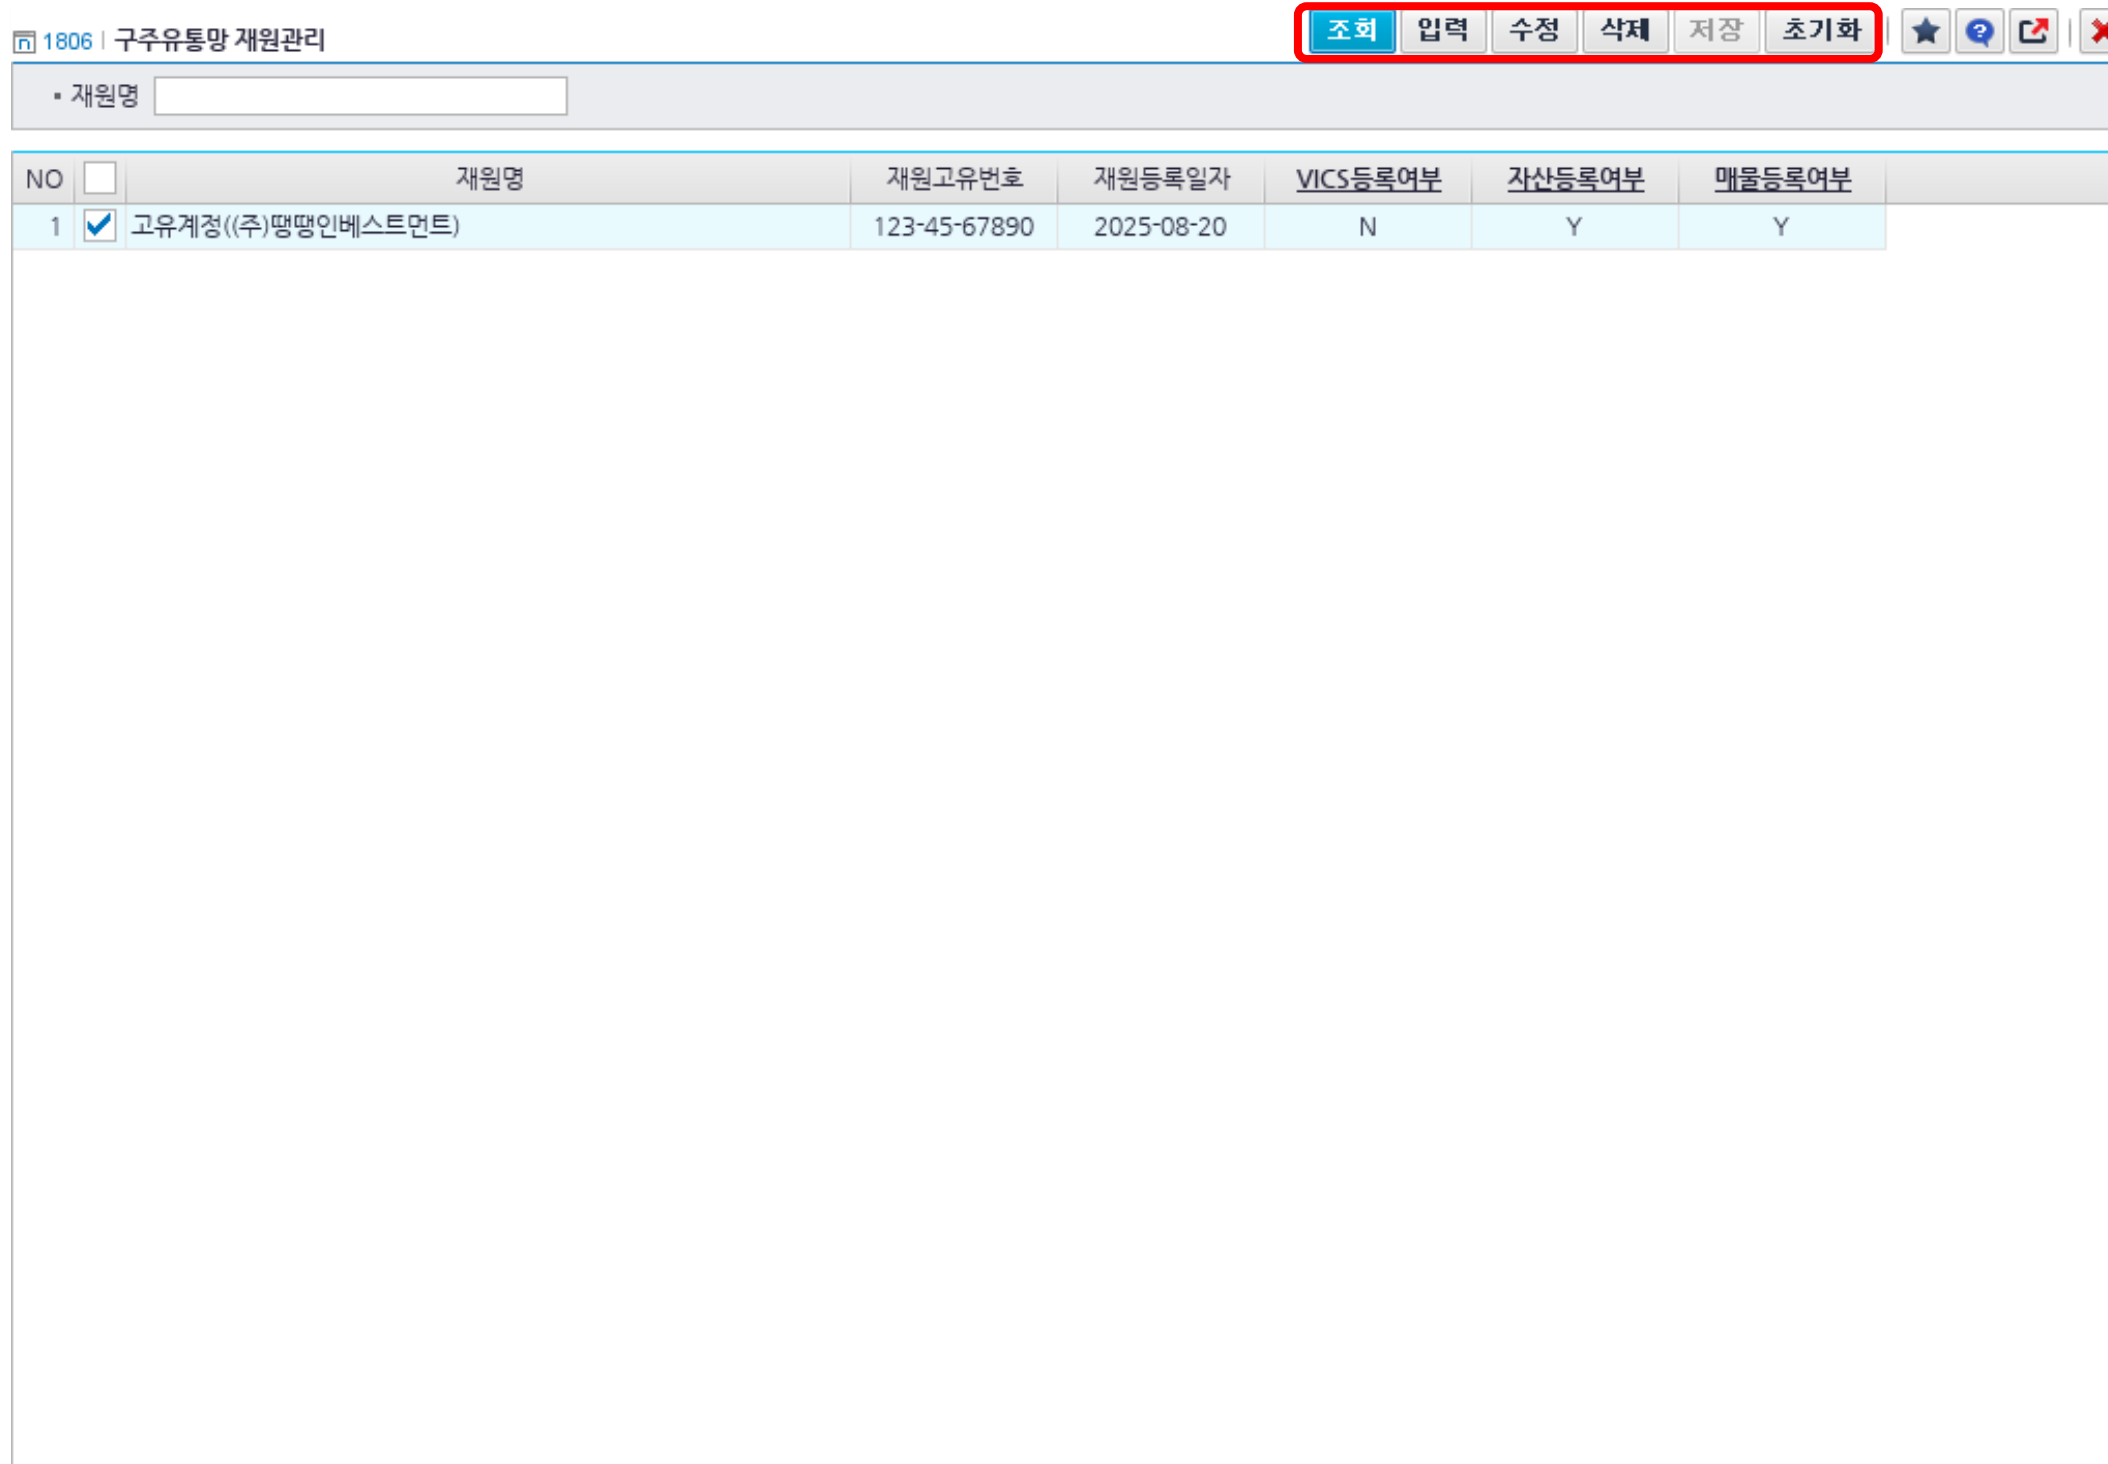 1806 구주유통망 재원관리 조회 입력 수정 삭제 저장 초기화
재원명
NO 재원명 재원고유번호 재원등록일자 VICS등록여부 자산등록여부 매물등록여부
1 고유계정((주)땡땡인베스트먼트) 123-45-67890 2025-08-20 N Y Y